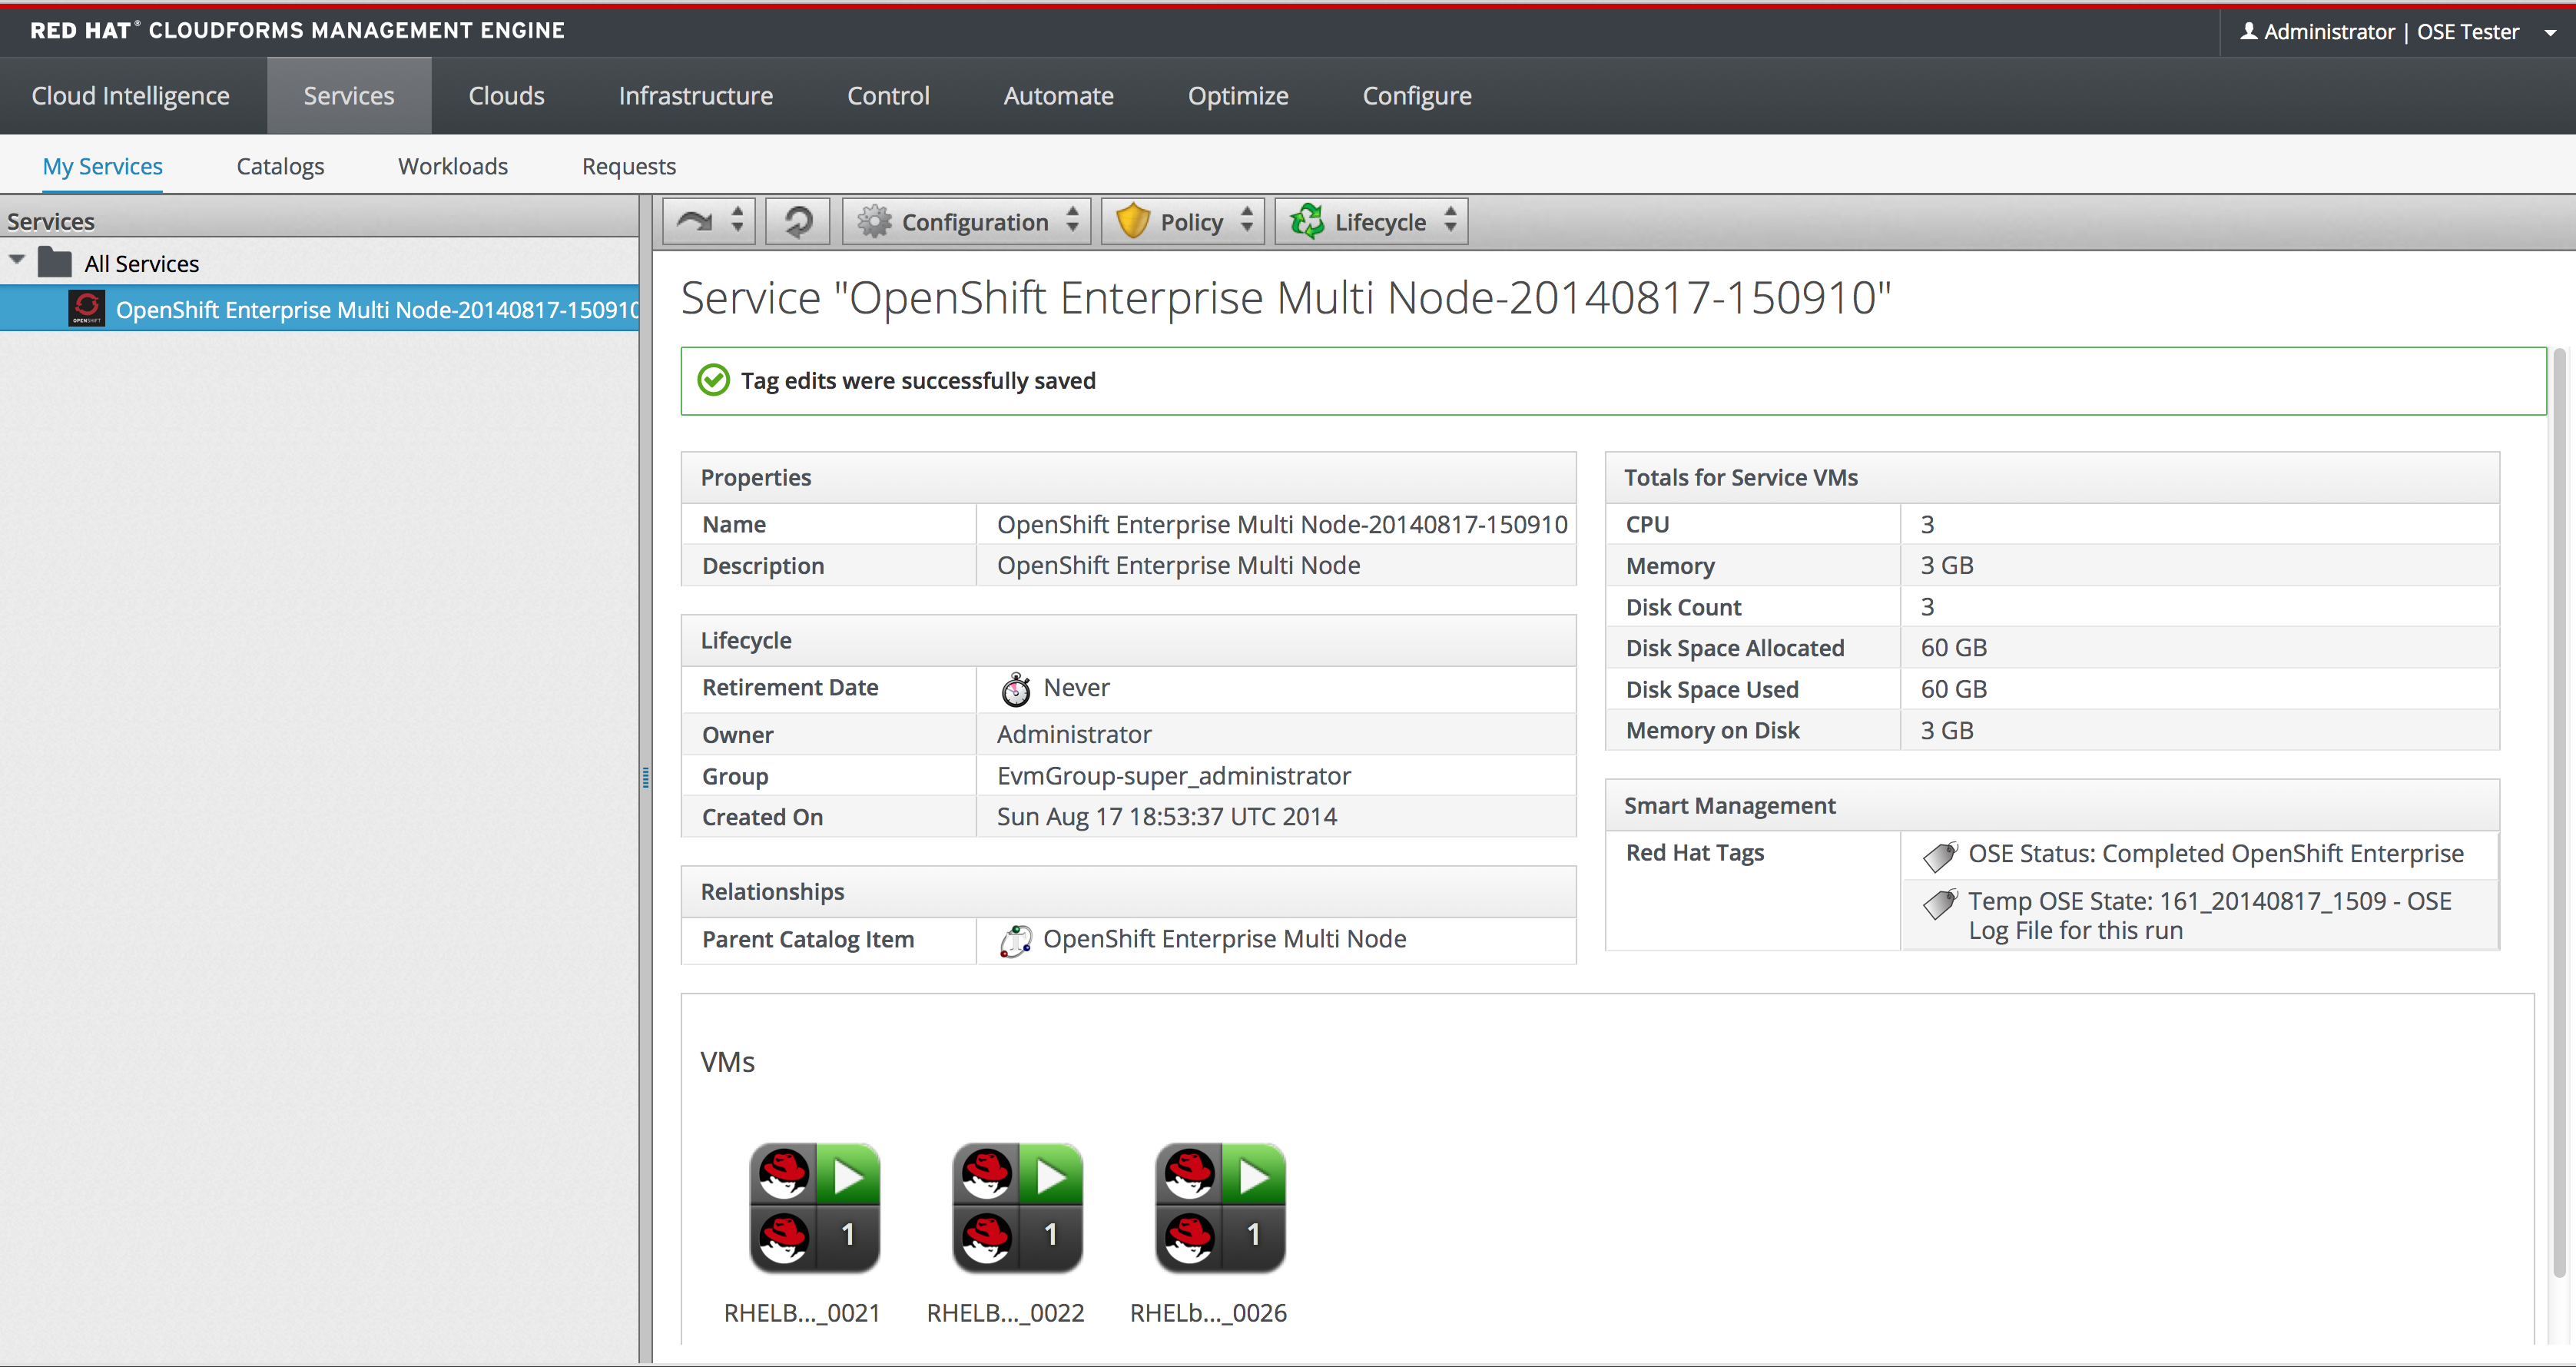 RED HAT® CLOUDFORMS MANAGEMENT ENGINE
Administrator | OSE Tester
Cloud Intelligence
Services
Clouds
Infrastructure
Control
Automate
Optimize
Configure
My Services
Catalogs
Workloads
Requests
Services
All Services
OPENSHIFT
OpenShift Enterprise Multi Node-20140817-150910
Configuration
Policy
Lifecycle
Service "OpenShift Enterprise Multi Node-20140817-150910"
Tag edits were successfully saved
Properties
Name OpenShift Enterprise Multi Node-20140817-150910
Description OpenShift Enterprise Multi Node
Lifecycle
Retirement Date Never
Owner Administrator
Group EvmGroup-super_administrator
Created On Sun Aug 17 18:53:37 UTC 2014
Relationships
Parent Catalog Item OpenShift Enterprise Multi Node
Totals for Service VMs
CPU 3
Memory 3 GB
Disk Count 3
Disk Space Allocated 60 GB
Disk Space Used 60 GB
Memory on Disk 3 GB
Smart Management
Red Hat Tags OSE Status: Completed OpenShift Enterprise
Temp OSE State: 161_20140817_1509 - OSE
Log File for this run
VMs
1
1
1
RHELB..._0021
RHELB..._0022
RHELb..._0026